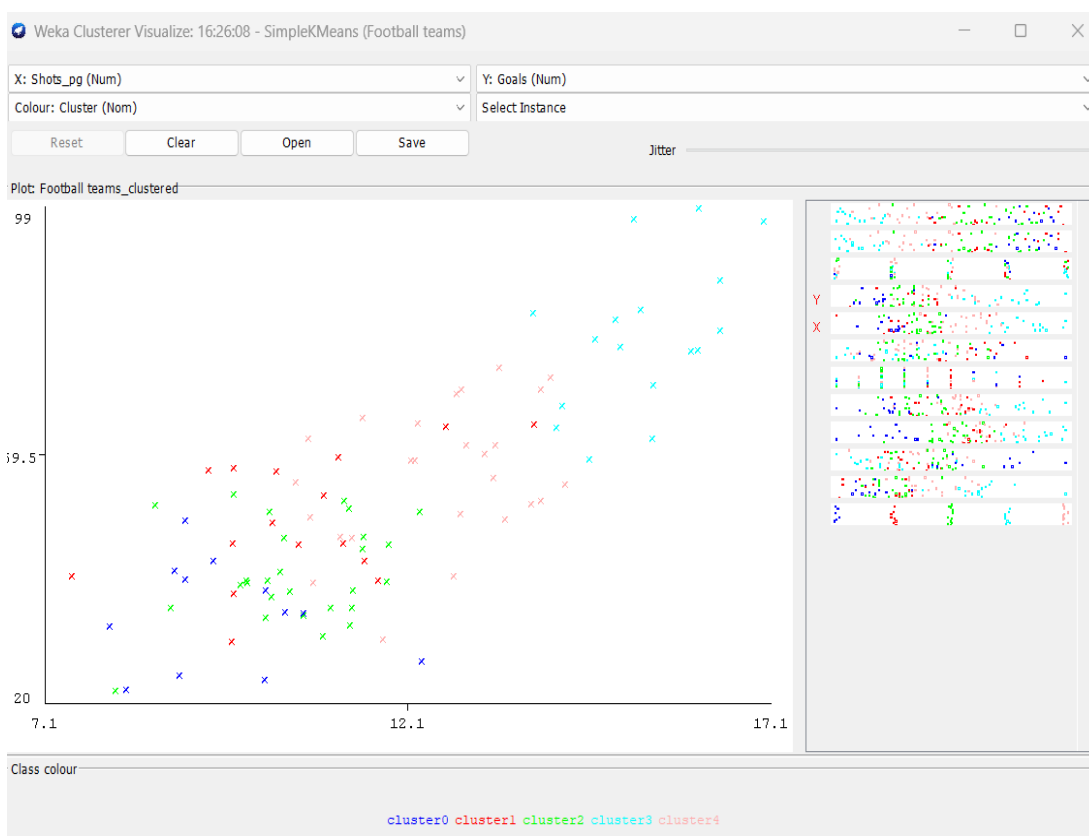 Weka Clusterer Visualize: 16:26:08 - SimpleKMeans (Football teams)
X: Shots_pg (Num) Y: Goals (Num)
Colour: Cluster (Nom) Select Instance
Reset Clear Open Save Jitter
Plot: Football teams_clustered
99
Y
X
59.5
20
7.1 12.1 17.1
Class colour
cluster0 cluster1 cluster2 cluster3 cluster4